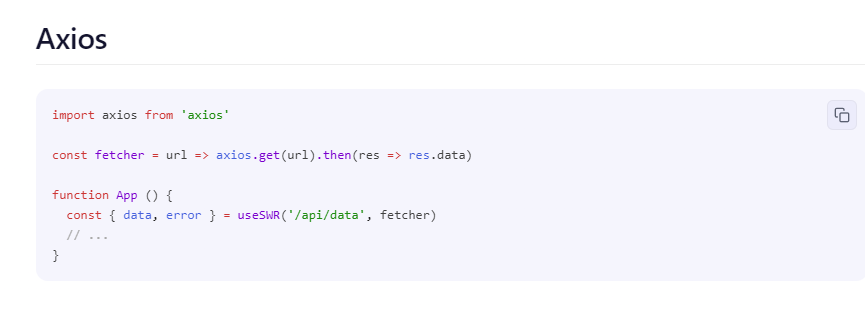 Axios
import axios from 'axios'
const fetcher = url => axios.get(url).then(res => res.data)
function App () {
  const { data, error } = useSWR('/api/data', fetcher)
  // ...
}